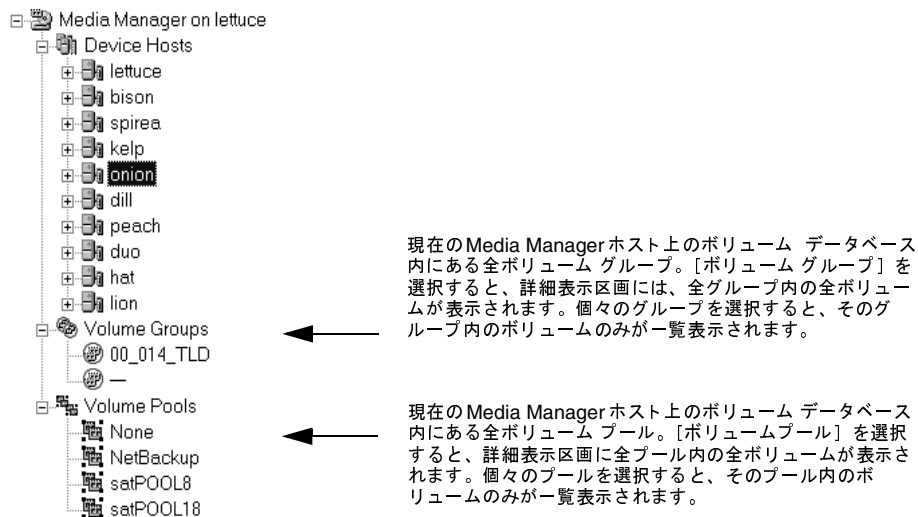 Media Manager on lettuce
Device Hosts
lettuce
bison
spirea
kelp
onion
dill
peach
duo
hat
lion
Volume Groups
00_014_TLD
—
Volume Pools
None
NetBackup
satPOOL8
satPOOL18
現在のMedia Managerホスト上のボリューム データベース
内にある全ボリューム グループ。[ボリューム グループ] を
選択すると、詳細表示区画には、全グループ内の全ボリュー
ムが表示されます。個々のグループを選択すると、そのグ
ループ内のボリュームのみが一覧表示されます。
現在のMedia Managerホスト上のボリューム データベース
内にある全ボリューム プール。[ボリュームプール] を選択
すると、詳細表示区画に全プール内の全ボリュームが表示さ
れます。個々のプールを選択すると、そのプール内のボ
リュームのみが一覧表示されます。